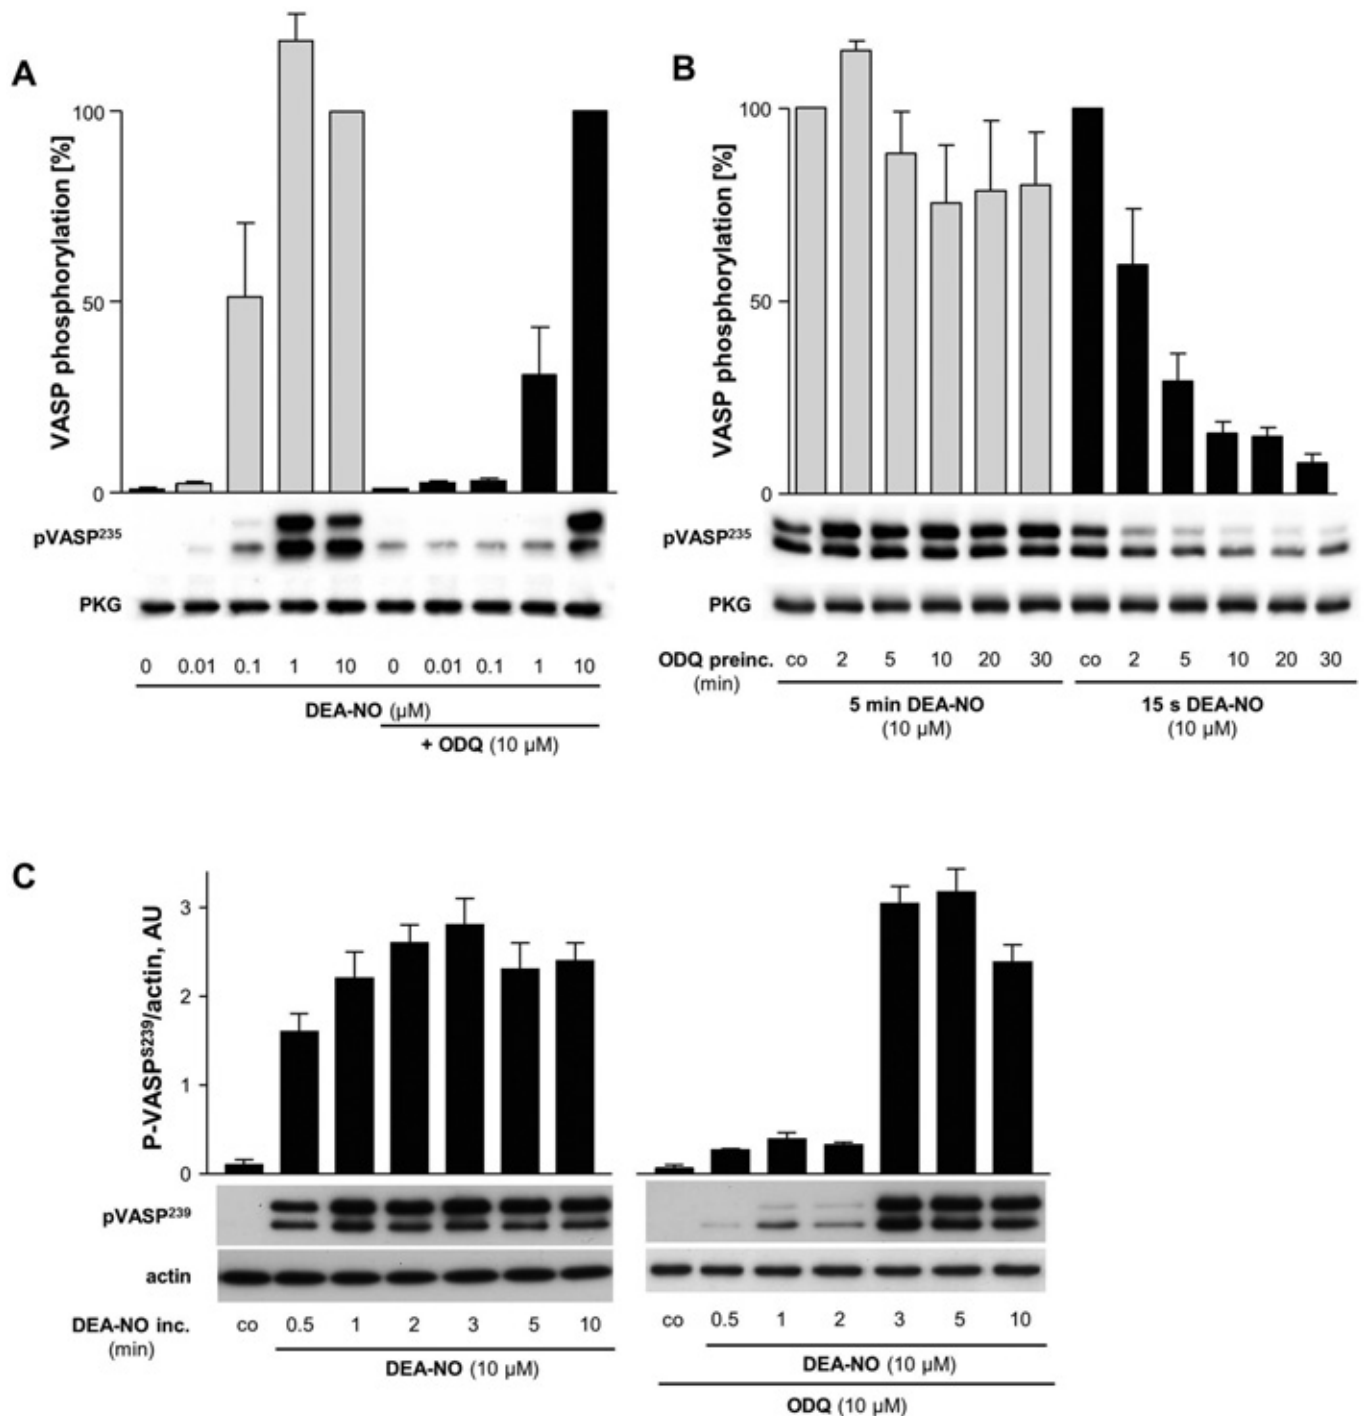 A
VASP phosphorylation [%]
100
50
0
pVASP²³⁵
PKG
0 0.01 0.1 1 10 0 0.01 0.1 1 10
DEA-NO (µM)
+ ODQ (10 µM)
B
VASP phosphorylation [%]
100
50
0
pVASP²³⁵
PKG
ODQ preinc. co 2 5 10 20 30 co 2 5 10 20 30
(min)
5 min DEA-NO 15 s DEA-NO
(10 µM) (10 µM)
C
P-VASPˢ²³⁹/actin, AU
3
2
1
0
pVASP²³⁹
actin
DEA-NO inc. co 0.5 1 2 3 5 10 co 0.5 1 2 3 5 10
(min)
DEA-NO (10 µM) DEA-NO (10 µM)
ODQ (10 µM)